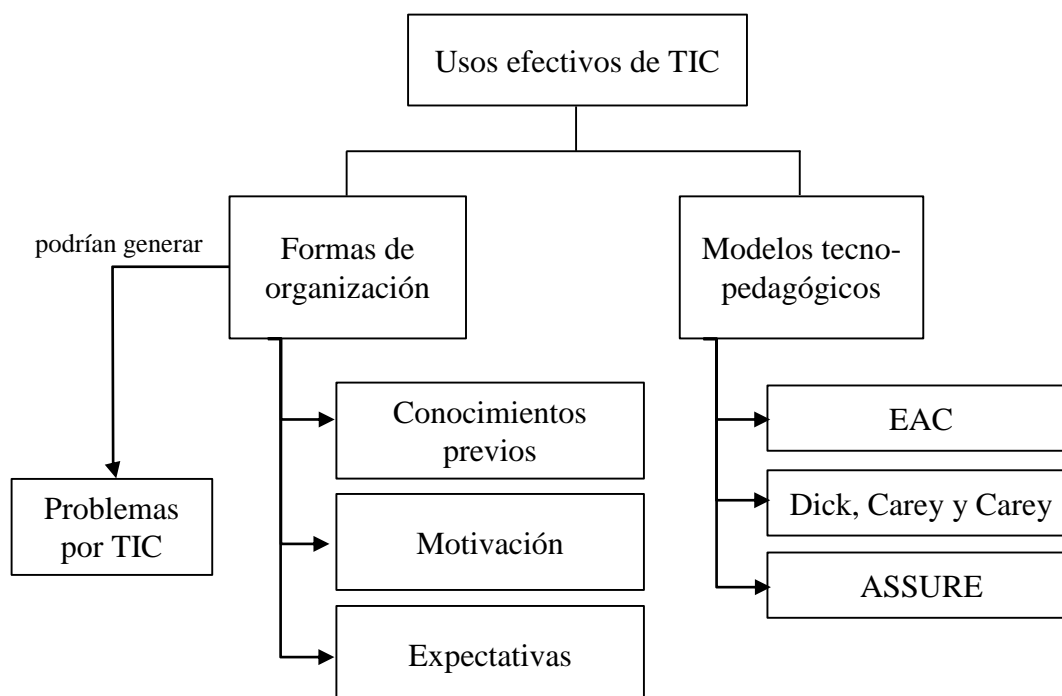 Usos efectivos de TIC
podrían generar
Formas de
organización
Modelos tecno-
pedagógicos
Conocimientos
previos
EAC
Problemas
por TIC
Motivación
Dick, Carey y Carey
Expectativas
ASSURE